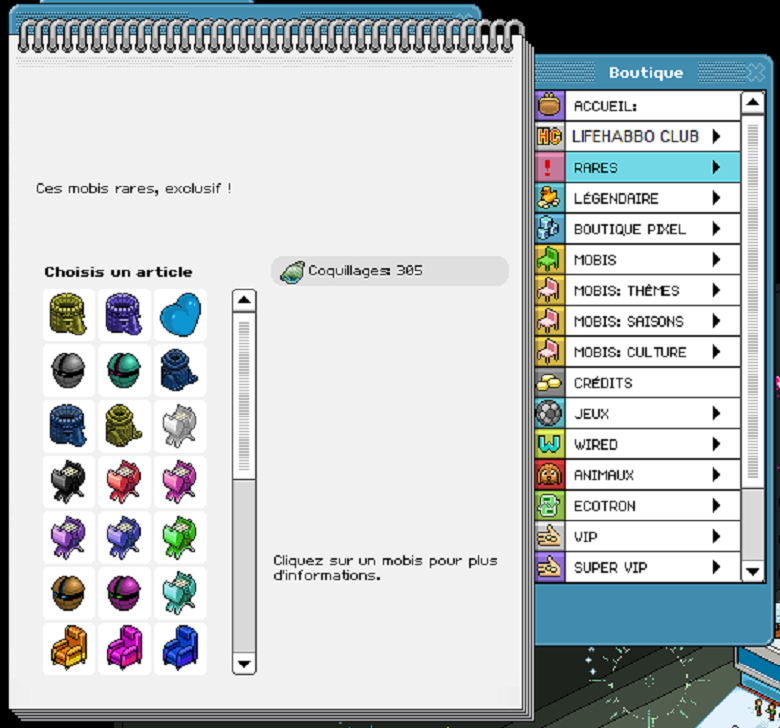 Boutique
ACCUEIL:
HC LIFEHABBO CLUB
RARES
LÉGENDAIRE
BOUTIQUE PIXEL
MOBIS
MOBIS: THÈMES
MOBIS: SAISONS
MOBIS: CULTURE
CRÉDITS
JEUX
W WIRED
ANIMAUX
ECOTRON
VIP
SUPER VIP
Ces mobis rares, exclusif !
Choisis un article
Coquillages: 305
Cliquez sur un mobis pour plus
d'informations.